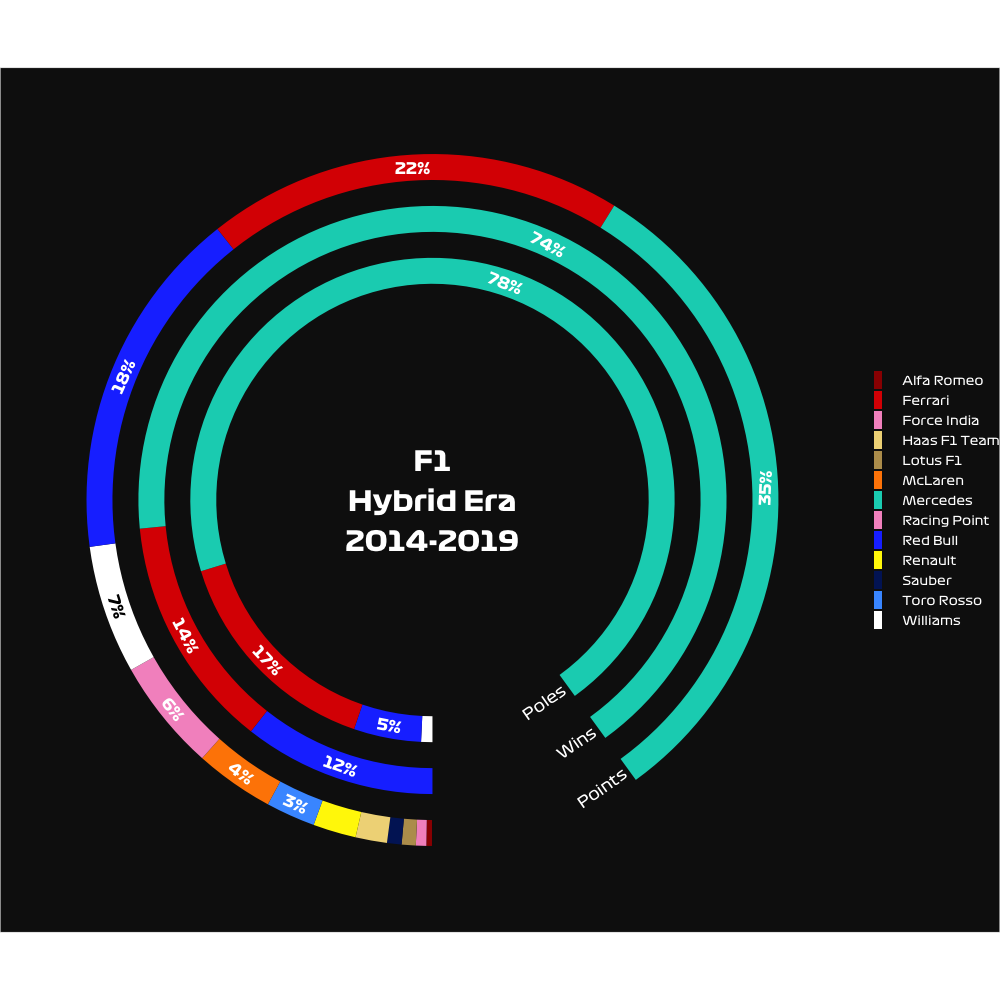 22%
74%
78%
18%
35%
F1
Hybrid Era
2014-2019
7%
14%
17%
6%
5%
12%
4%
3%
Poles
Wins
Points
Alfa Romeo
Ferrari
Force India
Haas F1 Team
Lotus F1
McLaren
Mercedes
Racing Point
Red Bull
Renault
Sauber
Toro Rosso
Williams